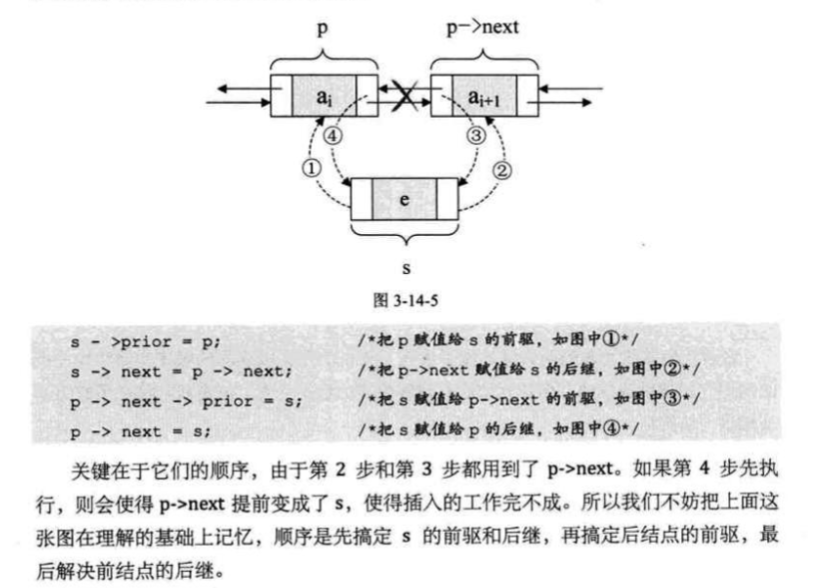 p
p->next
ai
ai+1
④
③
①
②
e
s
图 3-14-5
s - >prior = p; /*把 p 赋值给 s 的前驱，如图中①*/
s -> next = p -> next; /*把 p->next 赋值给 s 的后继，如图中②*/
p -> next -> prior = s; /*把 s 赋值给 p->next 的前驱，如图中③*/
p -> next = s; /*把 s 赋值给 p 的后继，如图中④*/
关键在于它们的顺序，由于第 2 步和第 3 步都用到了 p->next。如果第 4 步先执
行，则会使得 p->next 提前变成了 s，使得插入的工作完不成。所以我们不妨把上面这
张图在理解的基础上记忆，顺序是先搞定 s 的前驱和后继，再搞定后结点的前驱，最
后解决前结点的后继。